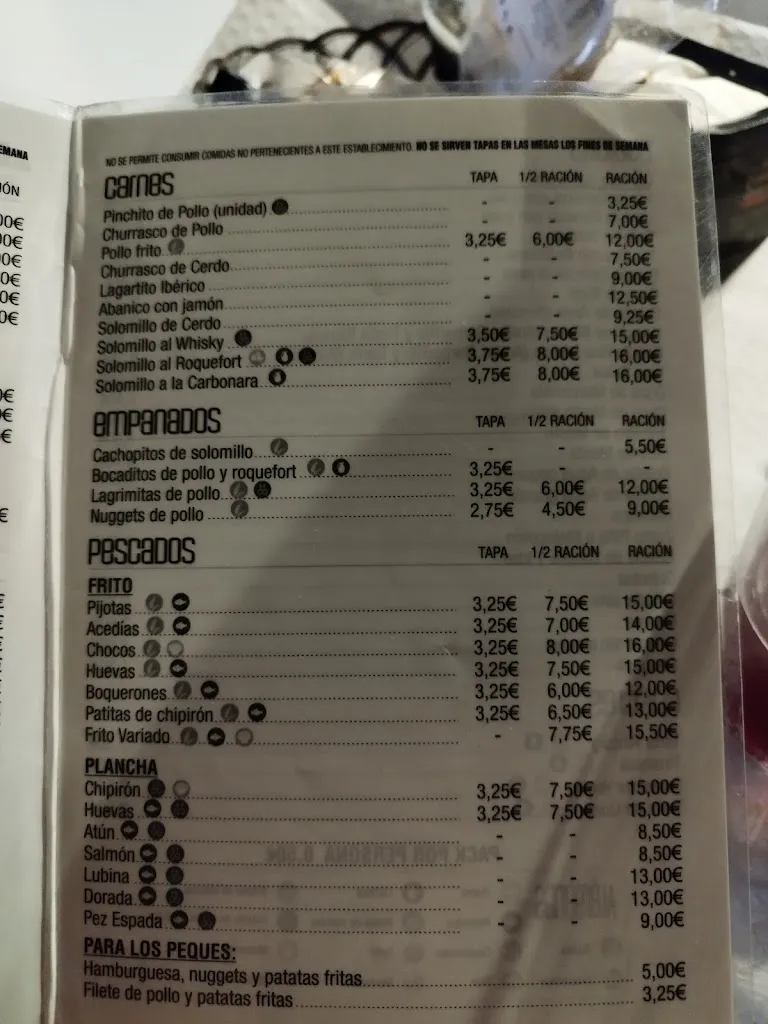 NO SE PERMITE CONSUMIR COMIDAS NO PERTENECIENTES A ESTE ESTABLECIMIENTO. NO SE SIRVEN TAPAS EN LAS MESAS LOS FINES DE SEMANA
carnes TAPA 1/2 RACIÓN RACIÓN
Pinchito de Pollo (unidad) - - 3,25€
Churrasco de Pollo - - 7,00€
Pollo frito 3,25€ 6,00€ 12,00€
Churrasco de Cerdo - - 7,50€
Lagartito Ibérico - - 9,00€
Abanico con jamón - - 12,50€
Solomillo de Cerdo - - 9,25€
Solomillo al Whisky 3,50€ 7,50€ 15,00€
Solomillo al Roquefort 3,75€ 8,00€ 16,00€
Solomillo a la Carbonara 3,75€ 8,00€ 16,00€
empanados TAPA 1/2 RACIÓN RACIÓN
Cachopitos de solomillo - - 5,50€
Bocaditos de pollo y roquefort 3,25€ - -
Lagrimitas de pollo 3,25€ 6,00€ 12,00€
Nuggets de pollo 2,75€ 4,50€ 9,00€
Pescados TAPA 1/2 RACIÓN RACIÓN
FRITO
Pijotas 3,25€ 7,50€ 15,00€
Acedías 3,25€ 7,00€ 14,00€
Chocos 3,25€ 8,00€ 16,00€
Huevas 3,25€ 7,50€ 15,00€
Boquerones 3,25€ 6,00€ 12,00€
Patitas de chipirón 3,25€ 6,50€ 13,00€
Frito Variado - 7,75€ 15,50€
PLANCHA
Chipirón 3,25€ 7,50€ 15,00€
Huevas 3,25€ 7,50€ 15,00€
Atún - - 8,50€
Salmón - - 8,50€
Lubina - - 13,00€
Dorada - - 13,00€
Pez Espada - - 9,00€
PARA LOS PEQUES:
Hamburguesa, nuggets y patatas fritas 5,00€
Filete de pollo y patatas fritas 3,25€